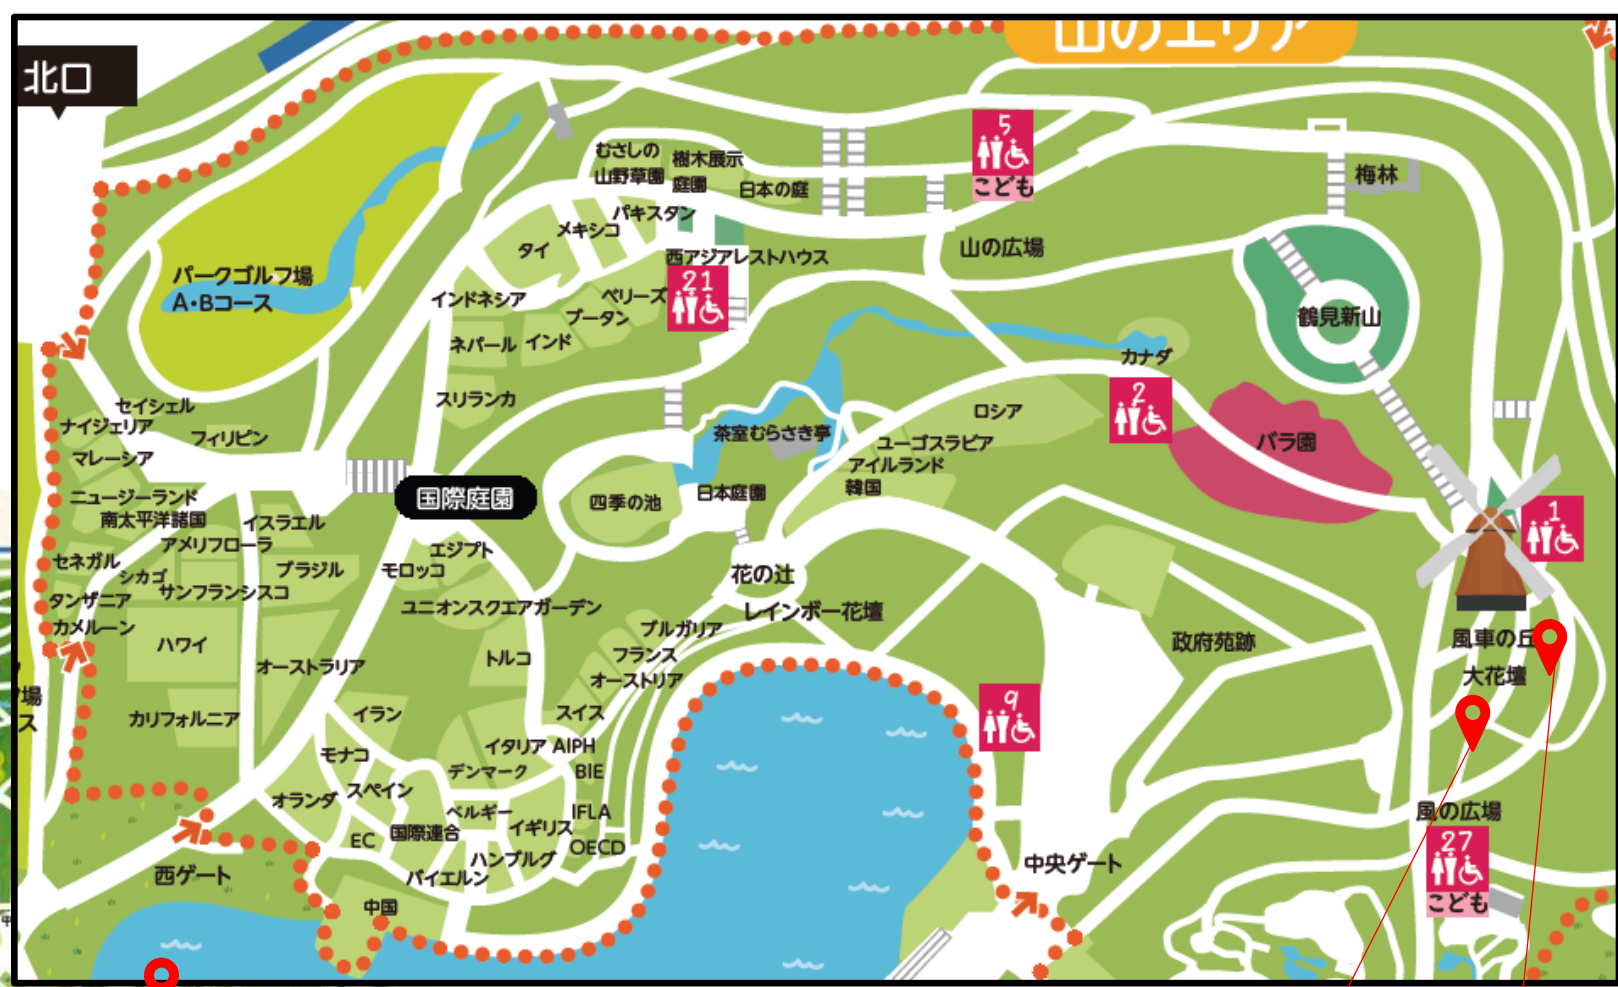 山のエリア
北口
5
こども
むさしの
山野草園
樹木展示
庭園
日本の庭
梅林
パキスタン
メキシコ
タイ
西アジアレストハウス
山の広場
パークゴルフ場
A・Bコース
21
インドネシア
ベリーズ
ブータン
ネパール
インド
鶴見新山
カナダ
2
スリランカ
セイシェル
ナイジェリア
フィリピン
マレーシア
ロシア
茶室むらさき亭
ユーゴスラビア
アイルランド
韓国
バラ園
国際庭園
四季の池
日本庭園
ニュージーランド
南太平洋諸国
イスラエル
アメリフローラ
1
セネガル
シカゴ
サンフランシスコ
ブラジル
エジプト
モロッコ
花の辻
タンザニア
カメルーン
ユニオンスクエアガーデン
レインボー花壇
ハワイ
ブルガリア
フランス
オーストリア
政府苑跡
風車の丘
大花壇
オーストラリア
トルコ
場
ス
カリフォルニア
イラン
スイス
9
モナコ
イタリア
AIPH
デンマーク
BIE
オランダ
スペイン
ベルギー
IFLA
風の広場
EC
国際連合
イギリス
OECD
27
こども
ハンブルグ
バイエルン
西ゲート
中央ゲート
中国